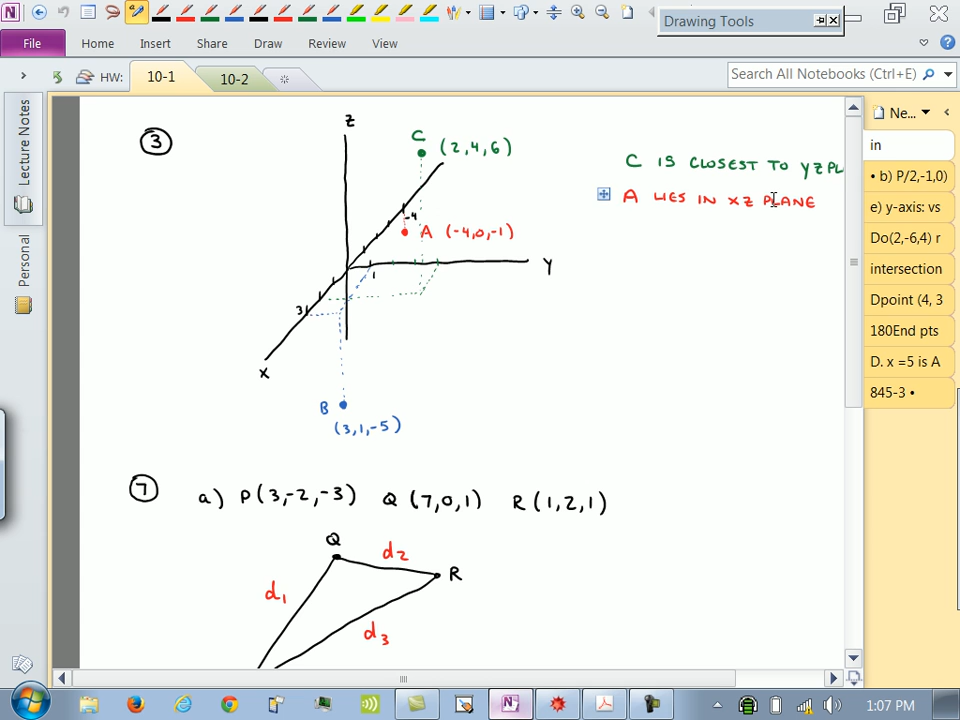 Drawing Tools
File
Home
Insert
Share
Draw
Review
View
HW:
10-1
10-2
Search All Notebooks (Ctrl+E)
Lecture Notes
Personal
Ne...
in
• b) P/2,-1,0)
e) y-axis: vs
Do(2,-6,4) r
intersection
Dpoint (4, 3
180End pts
D. x =5 is A
845-3 •
3
Z
C (2,4,6)
C IS CLOSEST TO YZ PL
A LIES IN XZ PLANE
-4
A (-4,0,-1)
Y
1
3
X
B
(3,1,-5)
7 a) P(3,-2,-3) Q (7,0,1) R(1,2,1)
Q
d2
R
d1
d3
1:07 PM